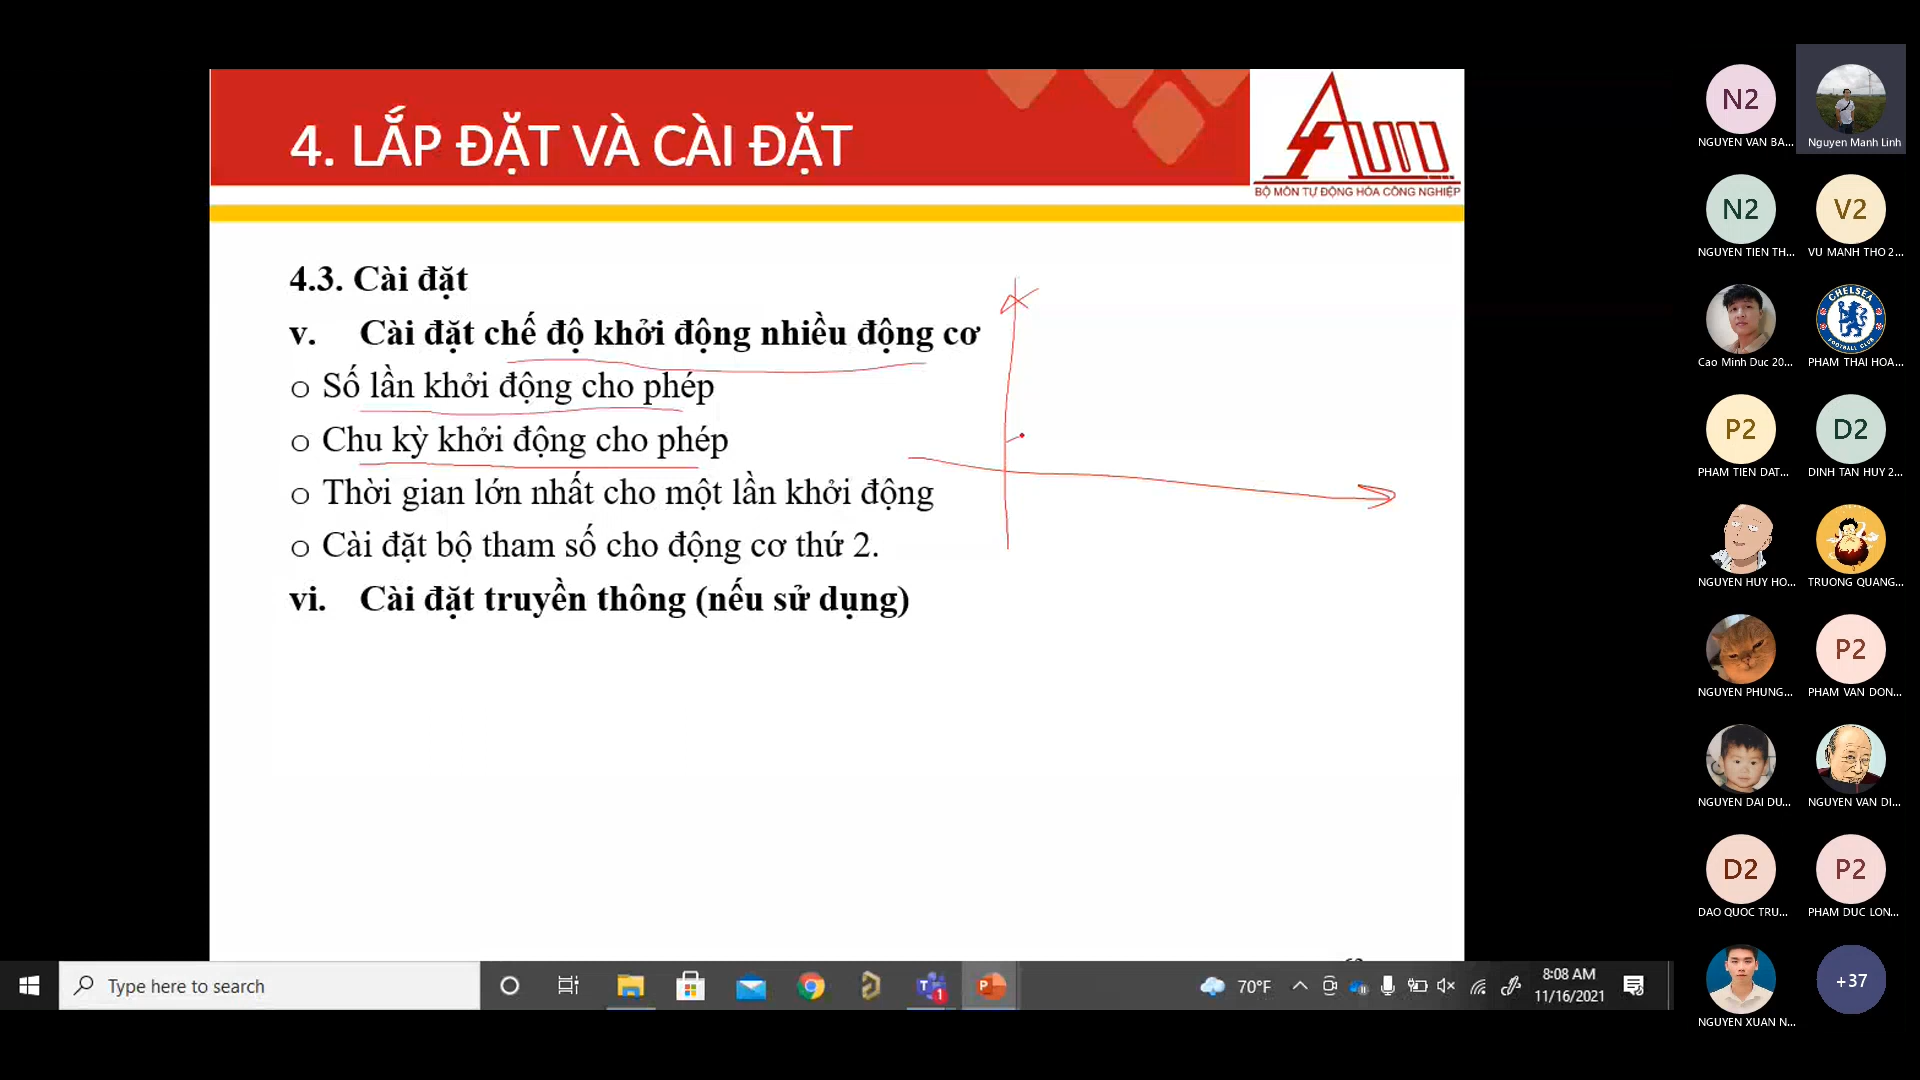 4. LẮP ĐẶT VÀ CÀI ĐẶT
BỘ MÔN TỰ ĐỘNG HÓA CÔNG NGHIỆP
4.3. Cài đặt
v. Cài đặt chế độ khởi động nhiều động cơ
o Số lần khởi động cho phép
o Chu kỳ khởi động cho phép
o Thời gian lớn nhất cho một lần khởi động
o Cài đặt bộ tham số cho động cơ thứ 2.
vi. Cài đặt truyền thông (nếu sử dụng)
N2
NGUYEN VAN BA...
Nguyen Manh Linh
N2
NGUYEN TIEN TH...
V2
VU MANH THO 2...
Cao Minh Duc 20...
CHELSEA
FOOTBALL CLUB
PHAM THAI HOA...
P2
PHAM TIEN DAT...
D2
DINH TAN HUY 2...
NGUYEN HUY HO...
TRUONG QUANG...
NGUYEN PHUNG...
P2
PHAM VAN DON...
NGUYEN DAI DU...
NGUYEN VAN DI...
D2
DAO QUOC TRU...
P2
PHAM DUC LON...
NGUYEN XUAN N...
+37
Type here to search
T
1
P
70°F
8:08 AM
11/16/2021